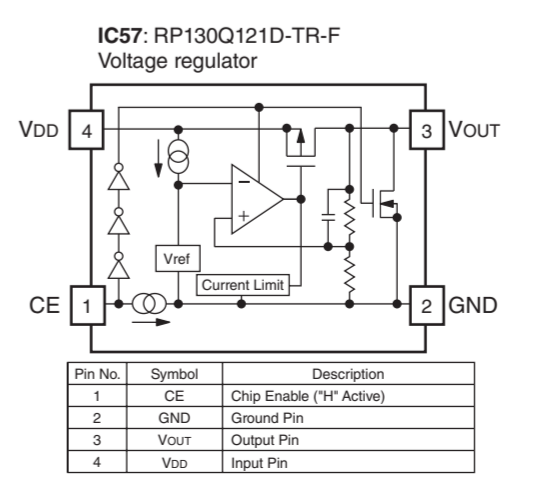 IC57: RP130Q121D-TR-F
Voltage regulator
VDD 4
3 VOUT
−
+
Vref
Current Limit
CE 1
2 GND
Pin No. Symbol Description
1 CE Chip Enable ("H" Active)
2 GND Ground Pin
3 VOUT Output Pin
4 VDD Input Pin